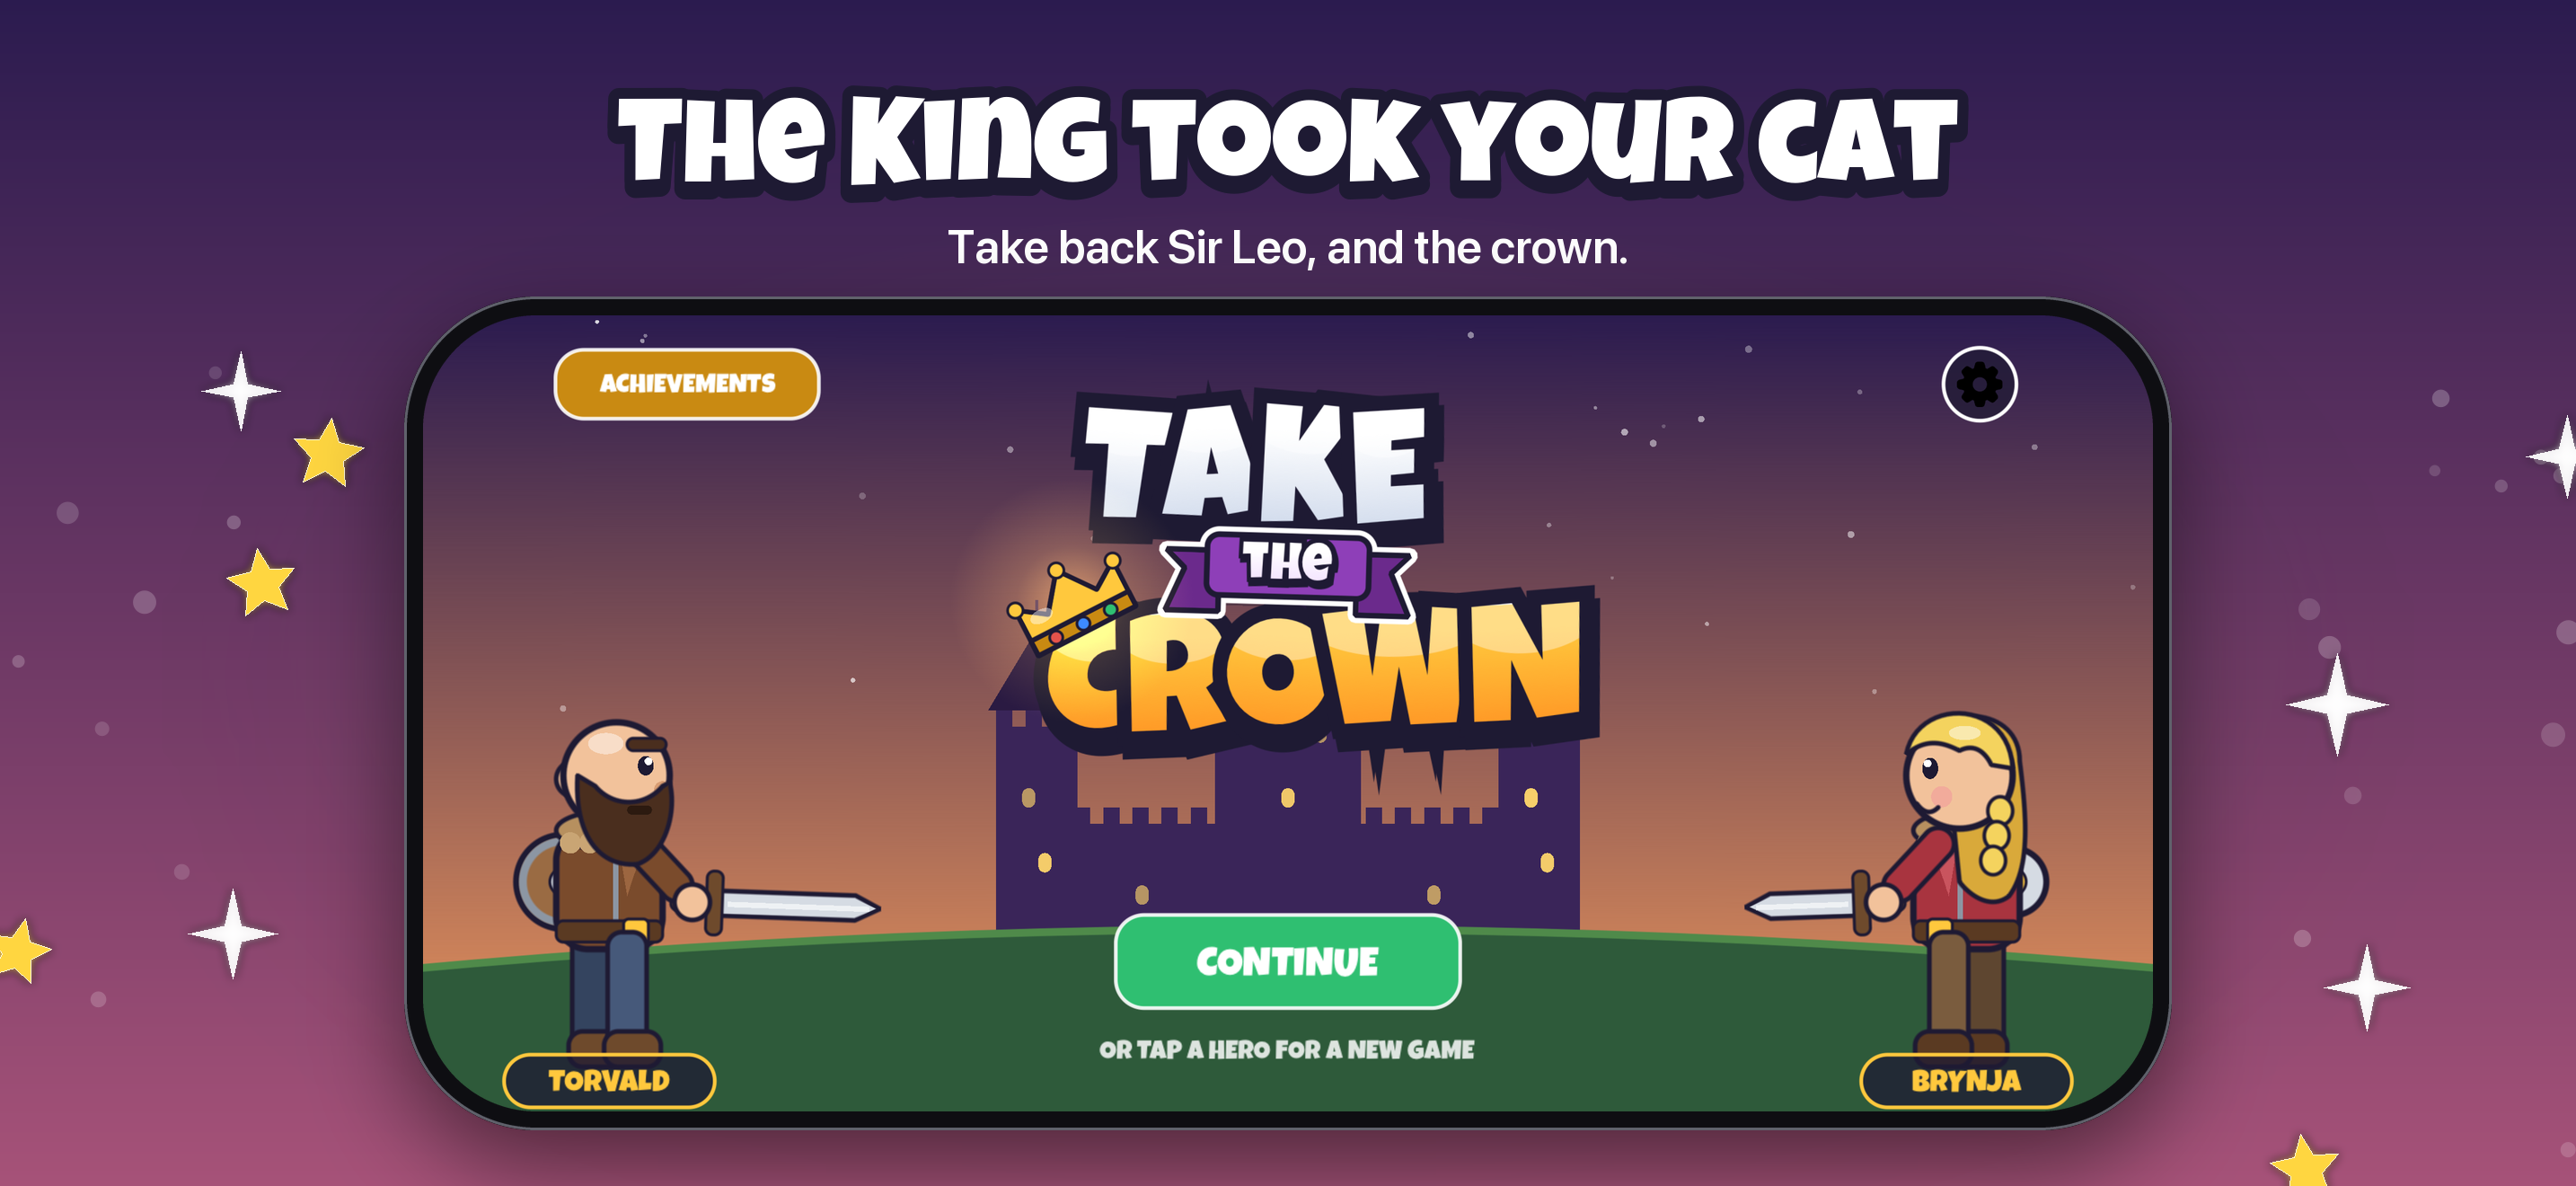 THE KING TOOK YOUR CAT
Take back Sir Leo, and the crown.
ACHIEVEMENTS
TAKE
THE
CROWN
CONTINUE
OR TAP A HERO FOR A NEW GAME
TORVALD
BRYNJA